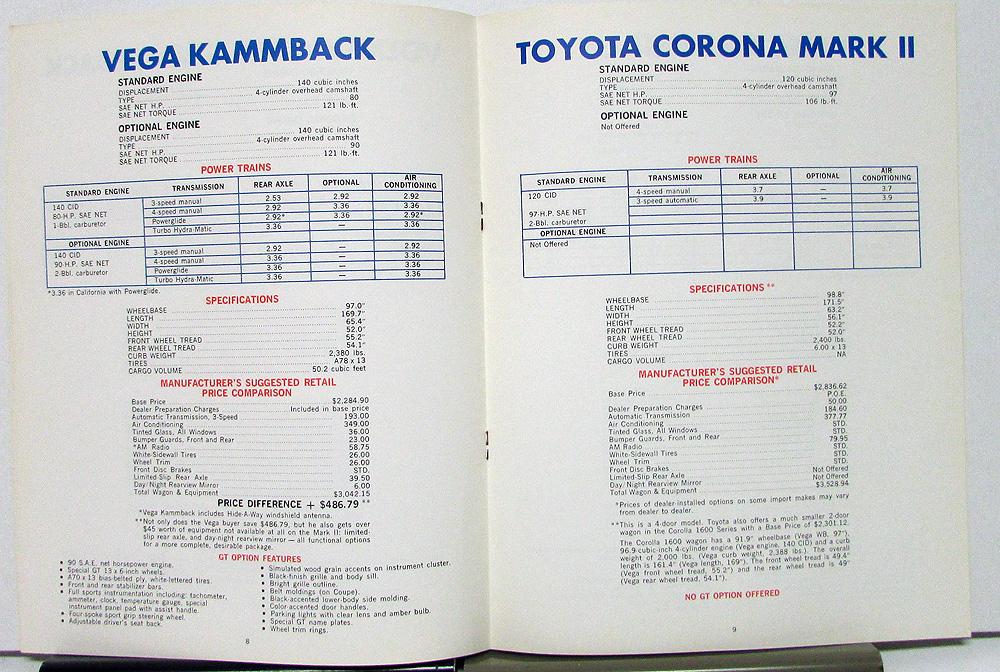 VEGA KAMMBACK
STANDARD ENGINE
DISPLACEMENT 140 cubic inches
TYPE 4-cylinder overhead camshaft
SAE NET H.P. 80
SAE NET TORQUE 121 lb.-ft.
OPTIONAL ENGINE
DISPLACEMENT 140 cubic inches
TYPE 4-cylinder overhead camshaft
SAE NET H.P. 90
SAE NET TORQUE 121 lb.-ft.
POWER TRAINS
STANDARD ENGINE TRANSMISSION REAR AXLE OPTIONAL AIR CONDITIONING
140 CID 3-speed manual 2.53 2.92 2.92
80-H.P. SAE NET 4-speed manual 2.92 3.36 3.36
1-Bbl. carburetor Powerglide 2.92* 3.36 2.92*
Turbo Hydra-Matic 3.36 — 3.36
OPTIONAL ENGINE
140 CID 3-speed manual 2.92 — 2.92
90-H.P. SAE NET 4-speed manual 3.36 — 3.36
2-Bbl. carburetor Powerglide 3.36 — 3.36
Turbo Hydra-Matic 3.36 — 3.36
*3.36 in California with Powerglide.
SPECIFICATIONS
WHEELBASE 97.0"
LENGTH 169.7"
WIDTH 65.4"
HEIGHT 52.0"
FRONT WHEEL TREAD 55.2"
REAR WHEEL TREAD 54.1"
CURB WEIGHT 2,380 lbs.
TIRES A78 x 13
CARGO VOLUME 50.2 cubic feet
MANUFACTURER'S SUGGESTED RETAIL
PRICE COMPARISON
Base Price $2,284.90
Dealer Preparation Charges Included in base price
Automatic Transmission, 3-Speed 193.00
Air Conditioning 349.00
Tinted Glass, All Windows 36.00
Bumper Guards, Front and Rear 23.00
*AM Radio 58.75
White-Sidewall Tires 26.00
Wheel Trim 26.00
Front Disc Brakes STD.
Limited-Slip Rear Axle 39.50
Day/Night Rearview Mirror 6.00
Total Wagon & Equipment $3,042.15
PRICE DIFFERENCE + $486.79 **
*Vega Kammback includes Hide-A-Way windshield antenna.
**Not only does the Vega buyer save $486.79, but he also gets over
$45 worth of equipment not available at all on the Mark II: limited-
slip rear axle, and day-night rearview mirror — all functional options
for a more complete, desirable package.
GT OPTION FEATURES
• 90 S.A.E. net horsepower engine.
• Special GT 13 x 6-inch wheels.
• A70 x 13 bias-belted ply, white-lettered tires.
• Front and rear stabilizer bars.
• Full sports instrumentation including: tachometer,
ammeter, clock, temperature gauge, special
instrument panel pad with assist handle.
• Four-spoke sport grip steering wheel.
• Adjustable driver's seat back.
• Simulated wood grain accents on instrument cluster.
• Black-finish grille and body sill.
• Bright grille outline.
• Belt moldings (on Coupe).
• Black-accented lower-body side molding.
• Color-accented door handles.
• Parking lights with clear lens and amber bulb.
• Special GT name plates.
• Wheel trim rings.
8
TOYOTA CORONA MARK II
STANDARD ENGINE
DISPLACEMENT 120 cubic inches
TYPE 4-cylinder overhead camshaft
SAE NET H.P. 97
SAE NET TORQUE 106 lb.-ft.
OPTIONAL ENGINE
Not Offered
POWER TRAINS
STANDARD ENGINE TRANSMISSION REAR AXLE OPTIONAL AIR CONDITIONING
120 CID 4-speed manual 3.7 — 3.7
3-speed automatic 3.9 — 3.9
97-H.P. SAE NET
2-Bbl. carburetor
OPTIONAL ENGINE
Not Offered
SPECIFICATIONS**
WHEELBASE 98.8"
LENGTH 171.5"
WIDTH 63.2"
HEIGHT 56.1"
FRONT WHEEL TREAD 52.2"
REAR WHEEL TREAD 52.0"
CURB WEIGHT 2,400 lbs.
TIRES 6.00 x 13
CARGO VOLUME NA
MANUFACTURER'S SUGGESTED RETAIL
PRICE COMPARISON*
Base Price $2,836.62
P.O.E.
Dealer Preparation Charges 50.00
Automatic Transmission 184.60
Air Conditioning 377.77
Tinted Glass, All Windows STD.
Bumper Guards, Front and Rear STD.
*AM Radio 79.95
White-Sidewall Tires STD.
Wheel Trim STD.
Front Disc Brakes STD.
Limited-Slip Rear Axle Not Offered
Day/Night Rearview Mirror Not Offered
Total Wagon & Equipment $3,528.94
*Prices of dealer-installed options on some import makes may vary
from dealer to dealer.
**This is a 4-door model. Toyota also offers a much smaller 2-door
wagon in the Corolla 1600 Series with a Base Price of $2,301.12.
The Corolla 1600 wagon has a 91.9" wheelbase (Vega WB, 97"),
96.9-cubic-inch 4-cylinder engine (Vega engine, 140 CID) and a curb
weight of 2,000 lbs. (Vega curb weight, 2,388 lbs.). The overall
length is 161.4" (Vega length, 169"). The front wheel tread is 49.4"
(Vega front wheel tread, 55.2") and the rear wheel tread is 49"
(Vega rear wheel tread, 54.1").
NO GT OPTION OFFERED
9